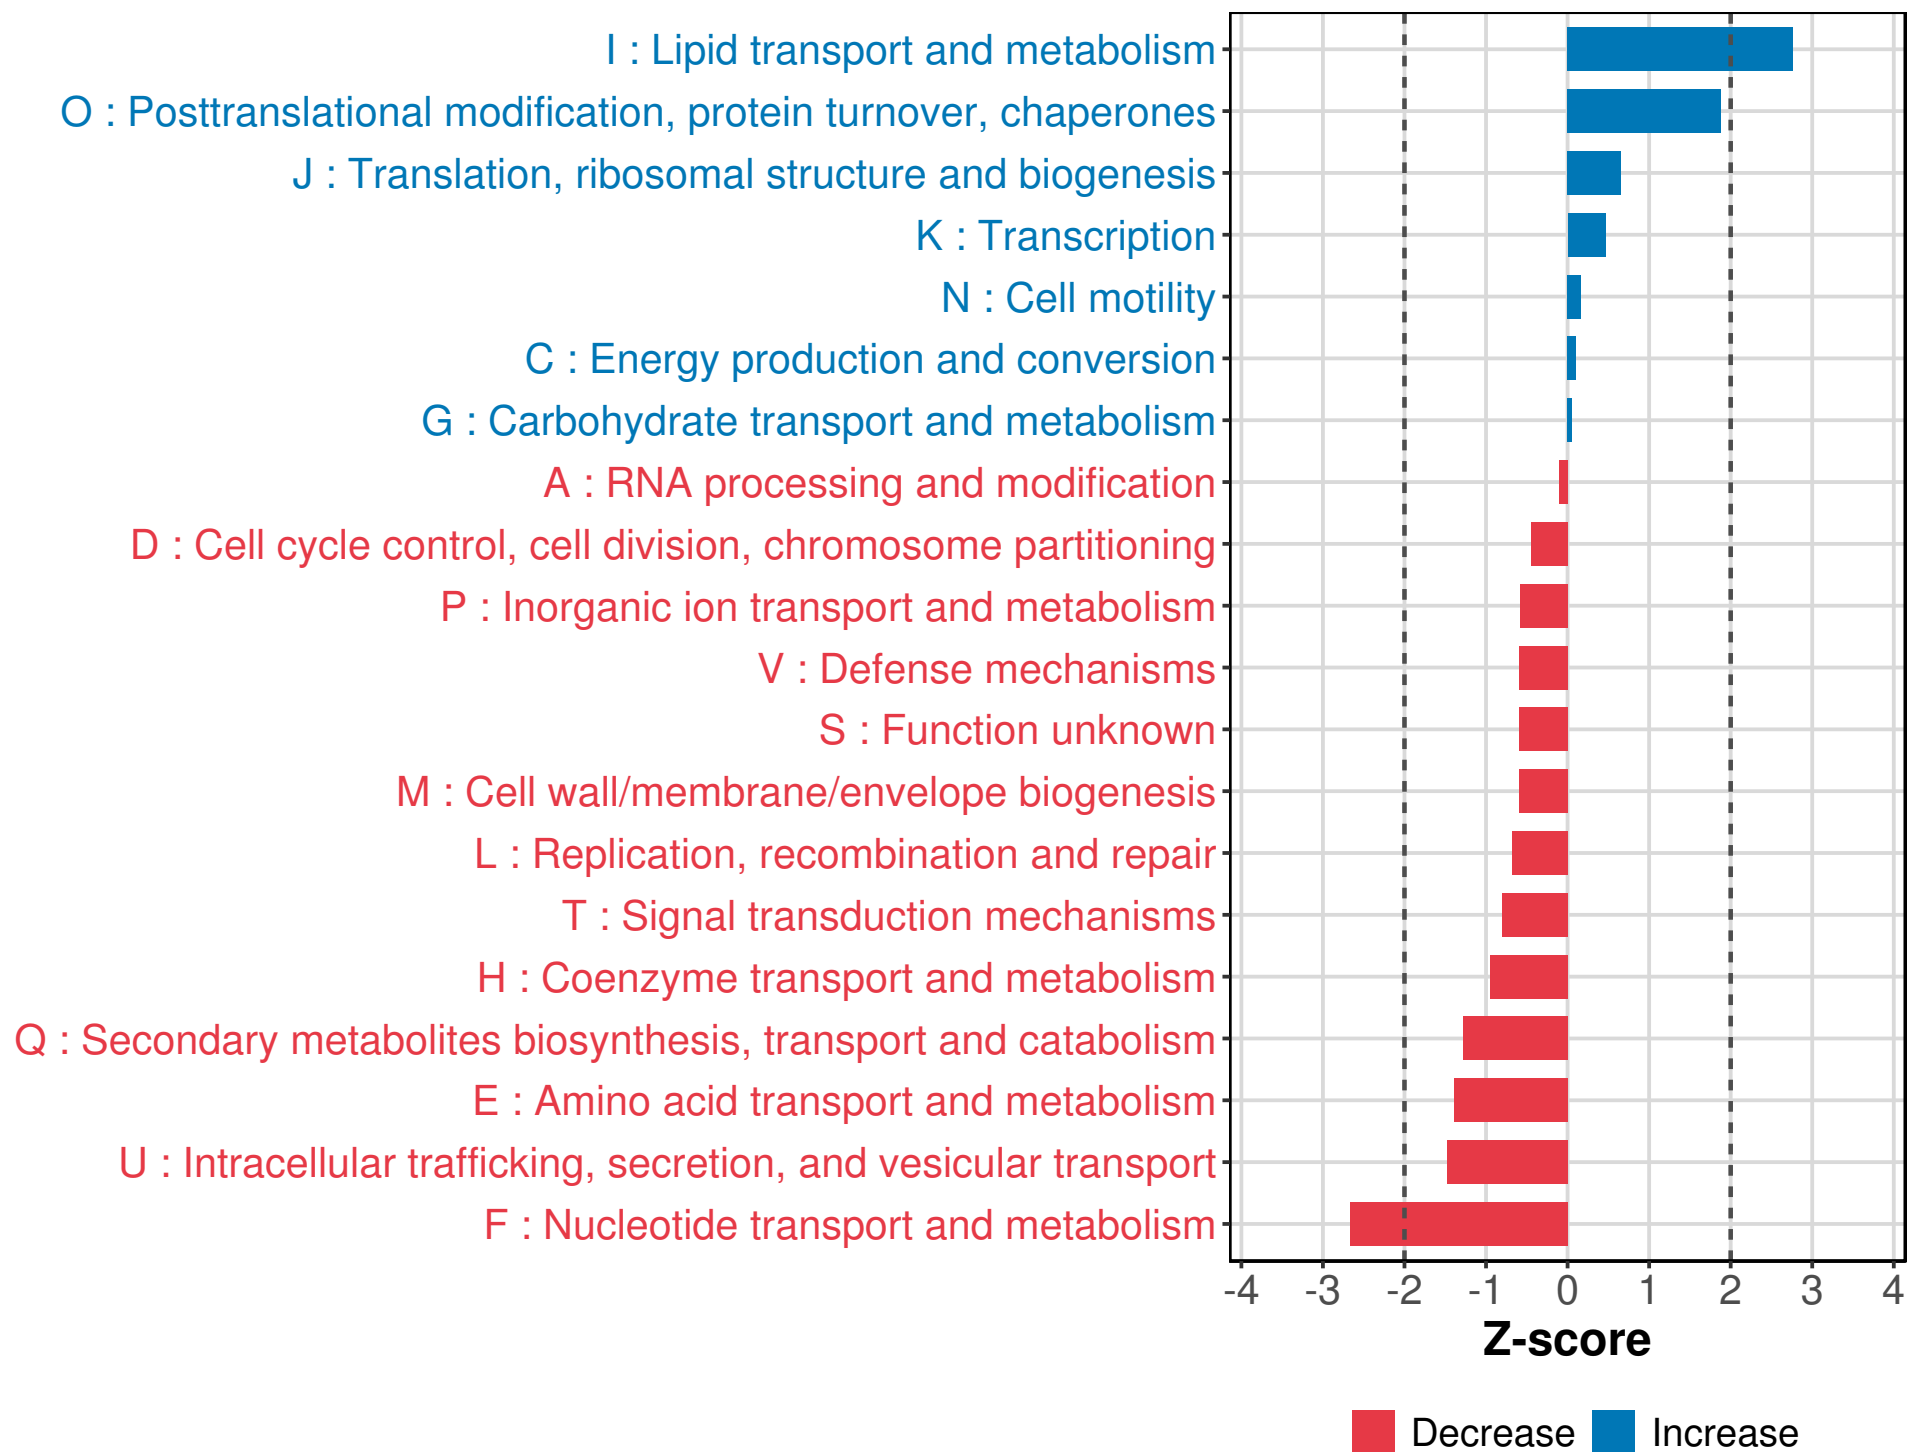 I : Lipid transport and metabolism
O : Posttranslational modification, protein turnover, chaperones
J : Translation, ribosomal structure and biogenesis
K : Transcription
N : Cell motility
C : Energy production and conversion
G : Carbohydrate transport and metabolism
A : RNA processing and modification
D : Cell cycle control, cell division, chromosome partitioning
P : Inorganic ion transport and metabolism
V : Defense mechanisms
S : Function unknown
M : Cell wall/membrane/envelope biogenesis
L : Replication, recombination and repair
T : Signal transduction mechanisms
H : Coenzyme transport and metabolism
Q : Secondary metabolites biosynthesis, transport and catabolism
E : Amino acid transport and metabolism
U : Intracellular trafficking, secretion, and vesicular transport
F : Nucleotide transport and metabolism
-4 -3 -2 -1 0 1 2 3 4
Z-score
Decrease Increase